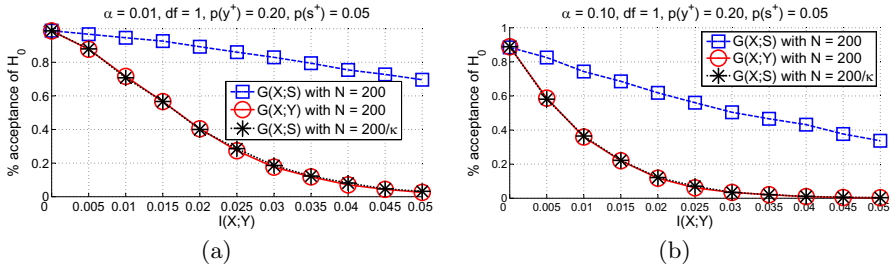 α = 0.01, df = 1, p(y⁺) = 0.20, p(s⁺) = 0.05
% acceptance of H₀
0.8
0.6
0.4
0.2
0
G(X;S) with N = 200
G(X;Y) with N = 200
G(X;S) with N = 200/κ
0 0.005 0.01 0.015 0.02 0.025 0.03 0.035 0.04 0.045 0.05
I(X;Y)
(a)
α = 0.10, df = 1, p(y⁺) = 0.20, p(s⁺) = 0.05
% acceptance of H₀
1
0.8
0.6
0.4
0.2
0
G(X;S) with N = 200
G(X;Y) with N = 200
G(X;S) with N = 200/κ
0 0.005 0.01 0.015 0.02 0.025 0.03 0.035 0.04 0.045 0.05
I(X;Y)
(b)